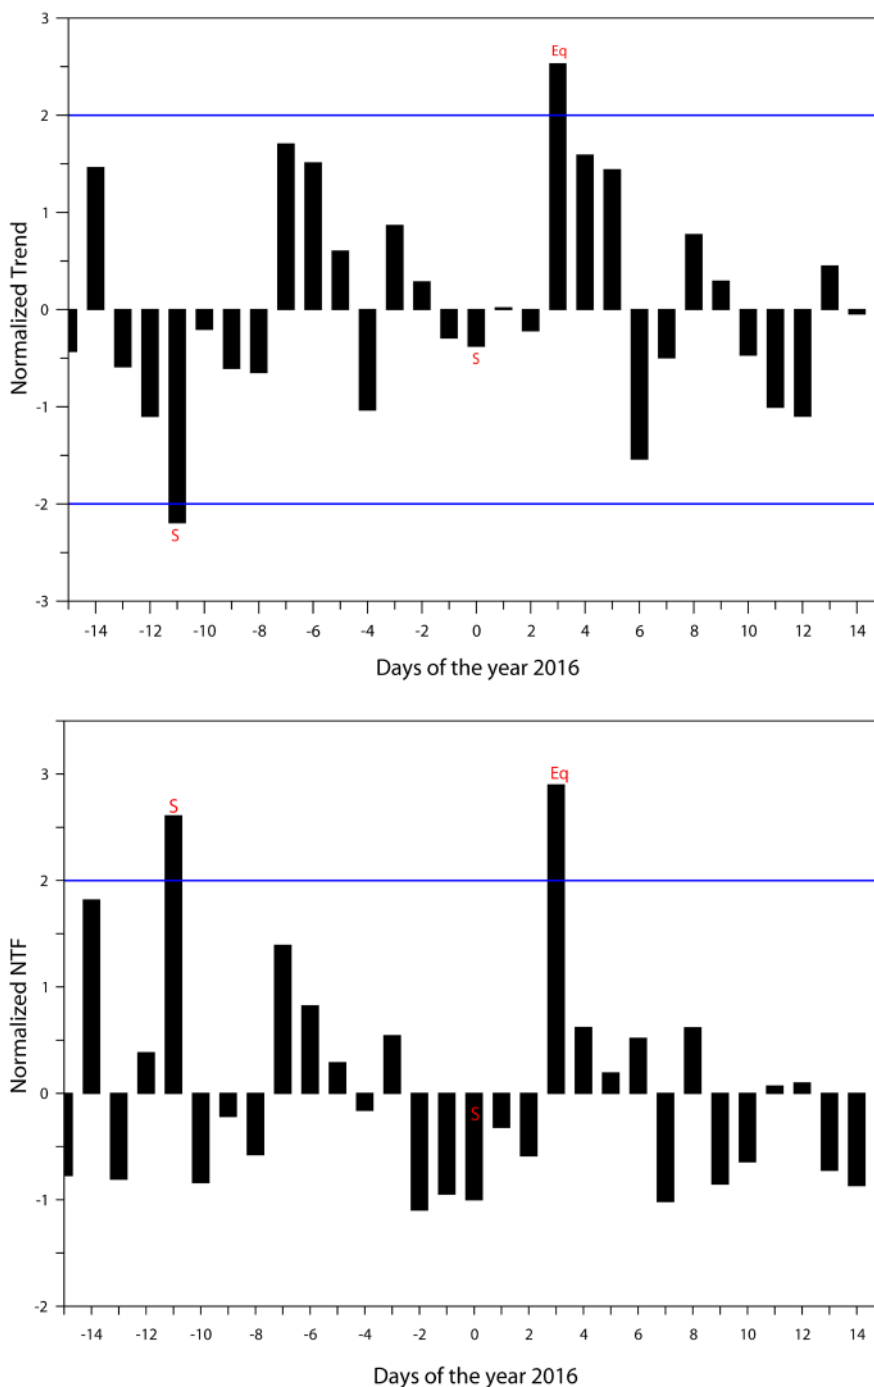 3
Eq
2
1
Normalized Trend
0
S
-1
-2
S
-3
-14 -12 -10 -8 -6 -4 -2 0 2 4 6 8 10 12 14
Days of the year 2016
3
Eq
S
2
1
Normalized NTF
0
S
-1
-2
-14 -12 -10 -8 -6 -4 -2 0 2 4 6 8 10 12 14
Days of the year 2016